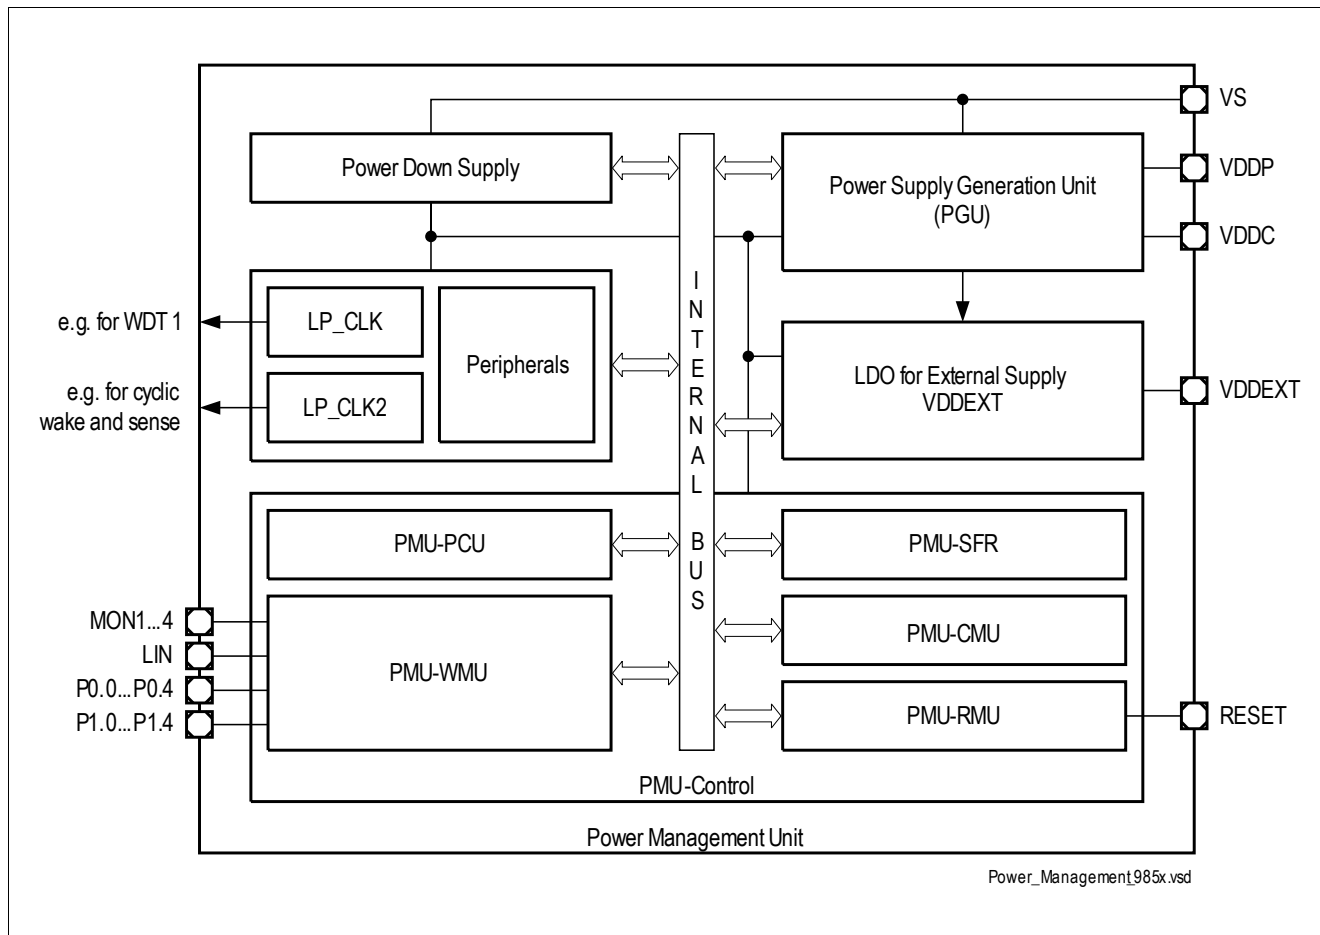 VS
Power Down Supply
Power Supply Generation Unit
(PGU)
VDDP
VDDC
INTERNAL BUS
e.g. for WDT 1
LP_CLK
Peripherals
e.g. for cyclic
wake and sense
LP_CLK2
LDO for External Supply
VDDEXT
VDDEXT
PMU-PCU
PMU-SFR
MON1...4
LIN
P0.0...P0.4
P1.0...P1.4
PMU-WMU
PMU-CMU
PMU-RMU
RESET
PMU-Control
Power Management Unit
Power_Management_985x.vsd